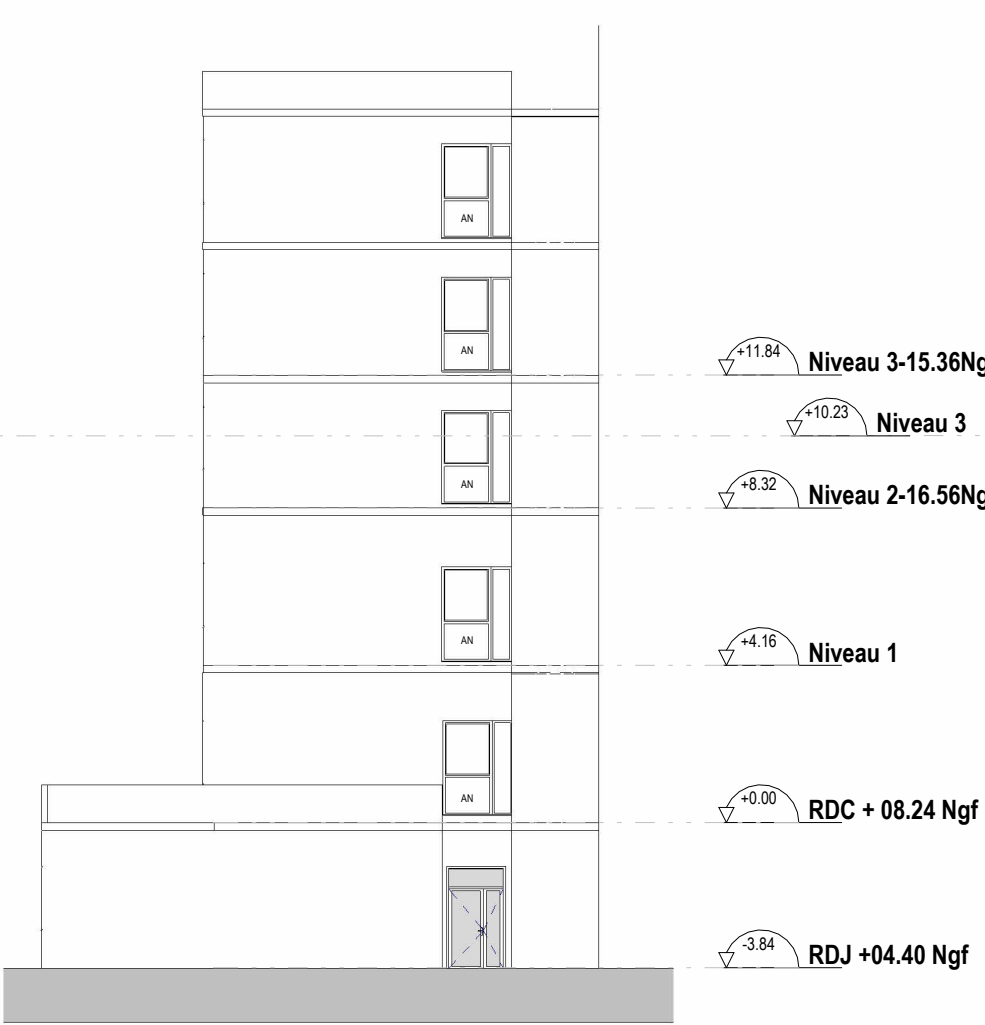 AN
AN
+11.84 Niveau 3-15.36Ng
+10.23 Niveau 3
AN
+8.32 Niveau 2-16.56Ng
AN
+4.16 Niveau 1
AN
+0.00 RDC + 08.24 Ngf
-3.84 RDJ +04.40 Ngf